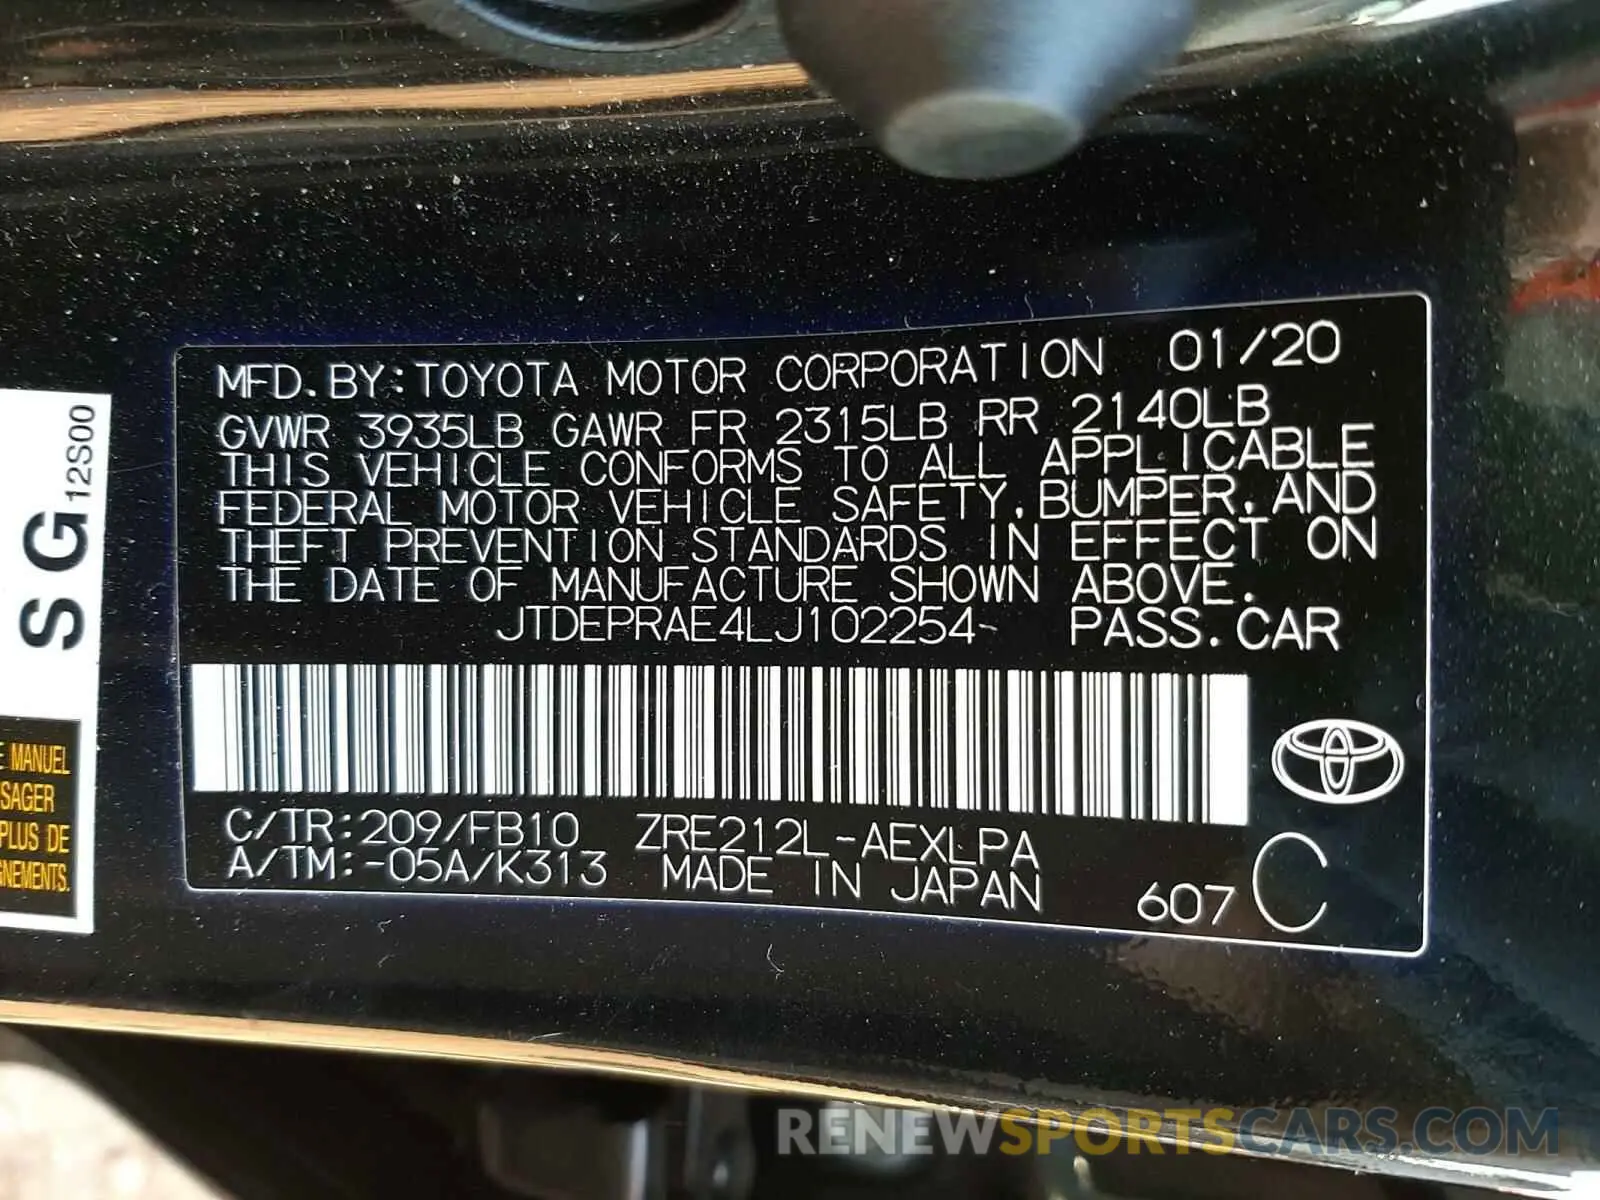 MFD.BY:TOYOTA MOTOR CORPORATION 01/20
GVWR 3935LB GAWR FR 2315LB RR 2140LB
THIS VEHICLE CONFORMS TO ALL APPLICABLE
FEDERAL MOTOR VEHICLE SAFETY,BUMPER,AND
THEFT PREVENTION STANDARDS IN EFFECT ON
THE DATE OF MANUFACTURE SHOWN ABOVE.
JTDEPRAE4LJ102254 PASS.CAR
C/TR:209/FB10 ZRE212L-AEXLPA
A/TM:-05A/K313 MADE IN JAPAN
607 C
S G 12S00
E MANUEL
SAGER
PLUS DE
GNEMENTS.
RENEWSPORTSCARS.COM